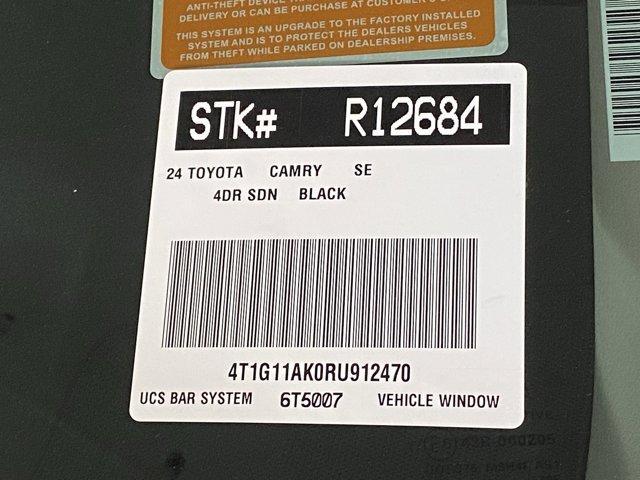 ANTI-THEFT DEVICE
DELIVERY OR CAN BE PURCHASE AT CUSTOMER'S
THIS SYSTEM IS AN UPGRADE TO THE FACTORY INSTALLED
SYSTEM AND IS TO PROTECT THE DEALERS VEHICLES
FROM THEFT WHILE PARKED ON DEALERSHIP PREMISES.
STK# R12684
24 TOYOTA CAMRY SE
4DR SDN BLACK
4T1G11AK0RU912470
UCS BAR SYSTEM 6T5007 VEHICLE WINDOW